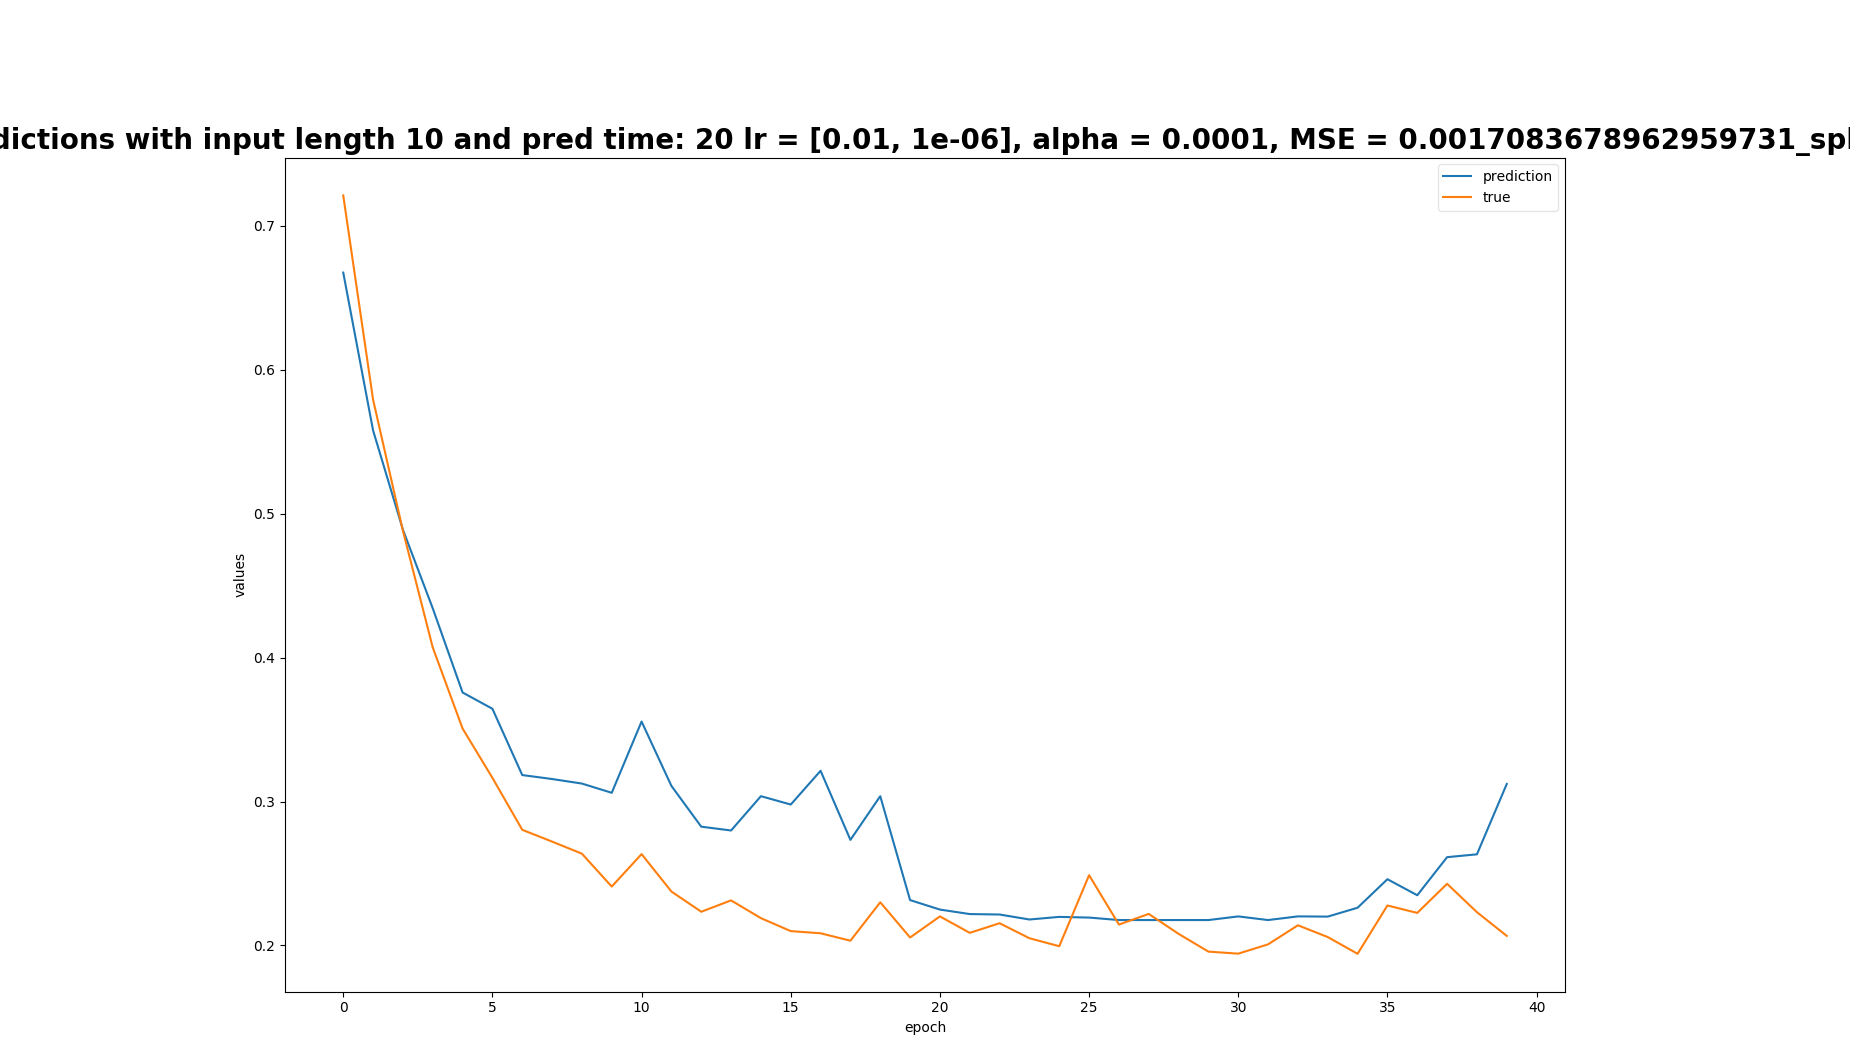 dictions with input length 10 and pred time: 20 lr = [0.01, 1e-06], alpha = 0.0001, MSE = 0.0017083678962959731_spl
prediction
true
0.7
0.6
0.5
0.4
0.3
0.2
values
0 5 10 15 20 25 30 35 40
epoch